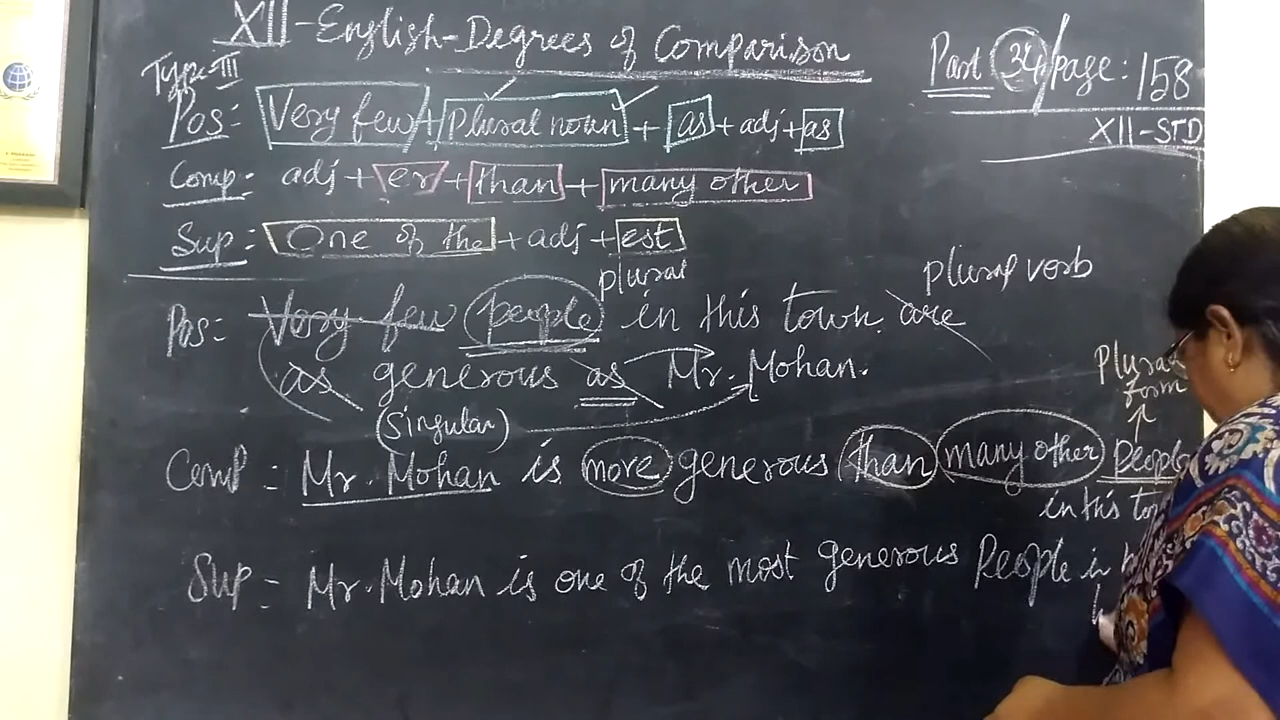 XII-English-Degrees of Comparison
Part 34/page: 158
XII-STD
Type-III
Pos: Very few + Plural noun + as + adj + as
Comp: adj + er + than + many other
Sup: One of the + adj + est
plural
plural verb
Pos: Very few people in this town are
as generous as Mr. Mohan.
Plural
form
(Singular)
Comp: Mr. Mohan is more generous than many other People
in this
Sup = Mr. Mohan is one of the most generous People in